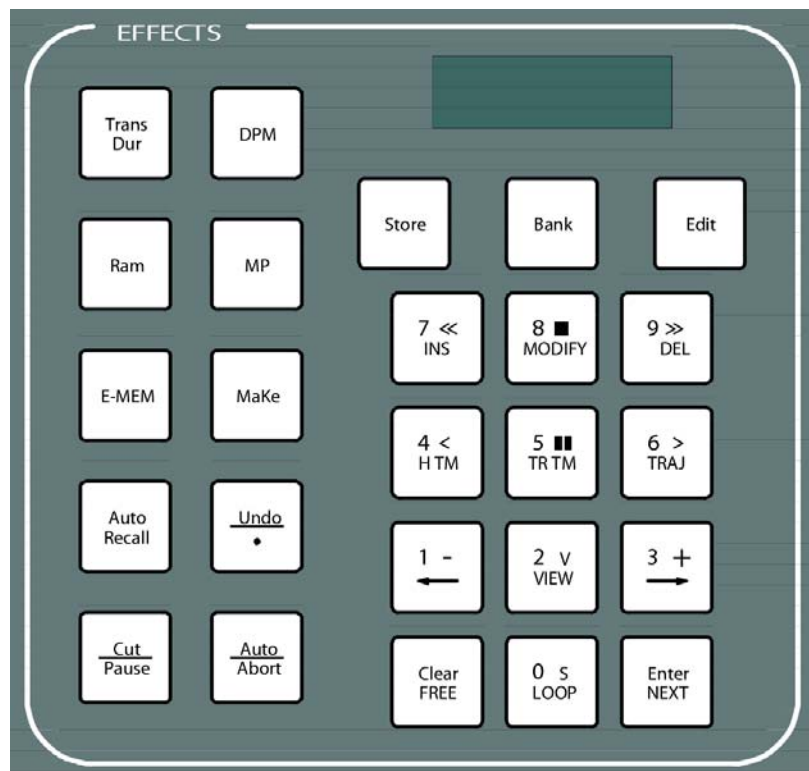 EFFECTS
Trans
Dur
DPM
Store
Bank
Edit
Ram
MP
7 «
INS
8 ■
MODIFY
9 »
DEL
E-MEM
MaKe
4 <
H TM
5 ▮▮
TR TM
6 >
TRAJ
Auto
Recall
Undo
•
1 -
←
2 V
VIEW
3 +
→
Cut
Pause
Auto
Abort
Clear
FREE
0 S
LOOP
Enter
NEXT